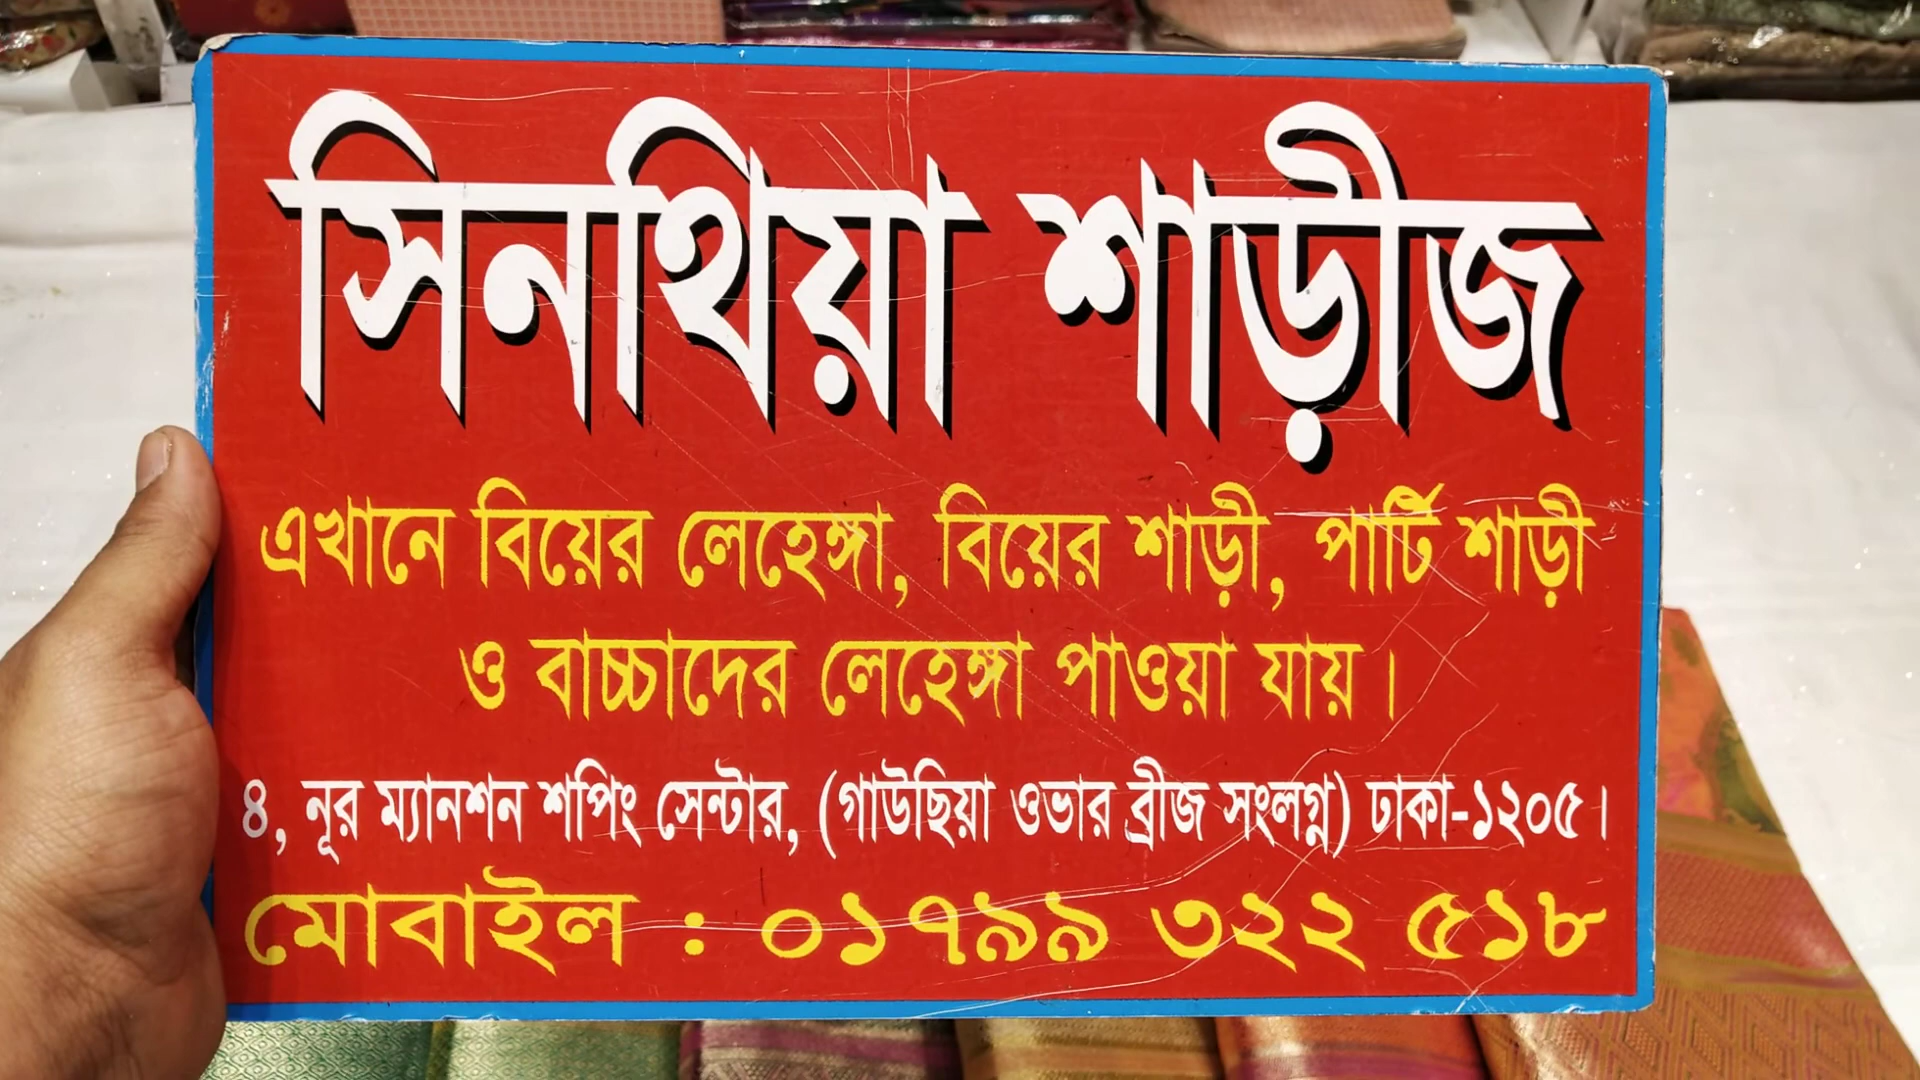 সিনথিয়া শাড়ীজ
এখানে বিয়ের লেহেঙ্গা, বিয়ের শাড়ী, পার্টি শাড়ী
ও বাচ্চাদের লেহেঙ্গা পাওয়া যায়।
৪, নূর ম্যানশন শপিং সেন্টার, (গাউছিয়া ওভার ব্রীজ সংলগ্ন) ঢাকা-১২০৫।
মোবাইল : ০১৭৯৯ ৩২২ ৫১৮